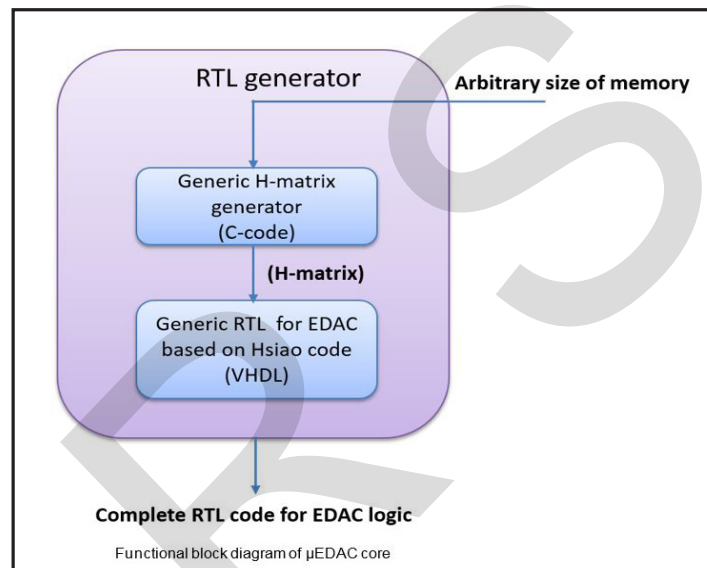 RTL generator
Arbitrary size of memory
Generic H-matrix
generator
(C-code)
(H-matrix)
Generic RTL for EDAC
based on Hsiao code
(VHDL)
Complete RTL code for EDAC logic
Functional block diagram of µEDAC core
R S